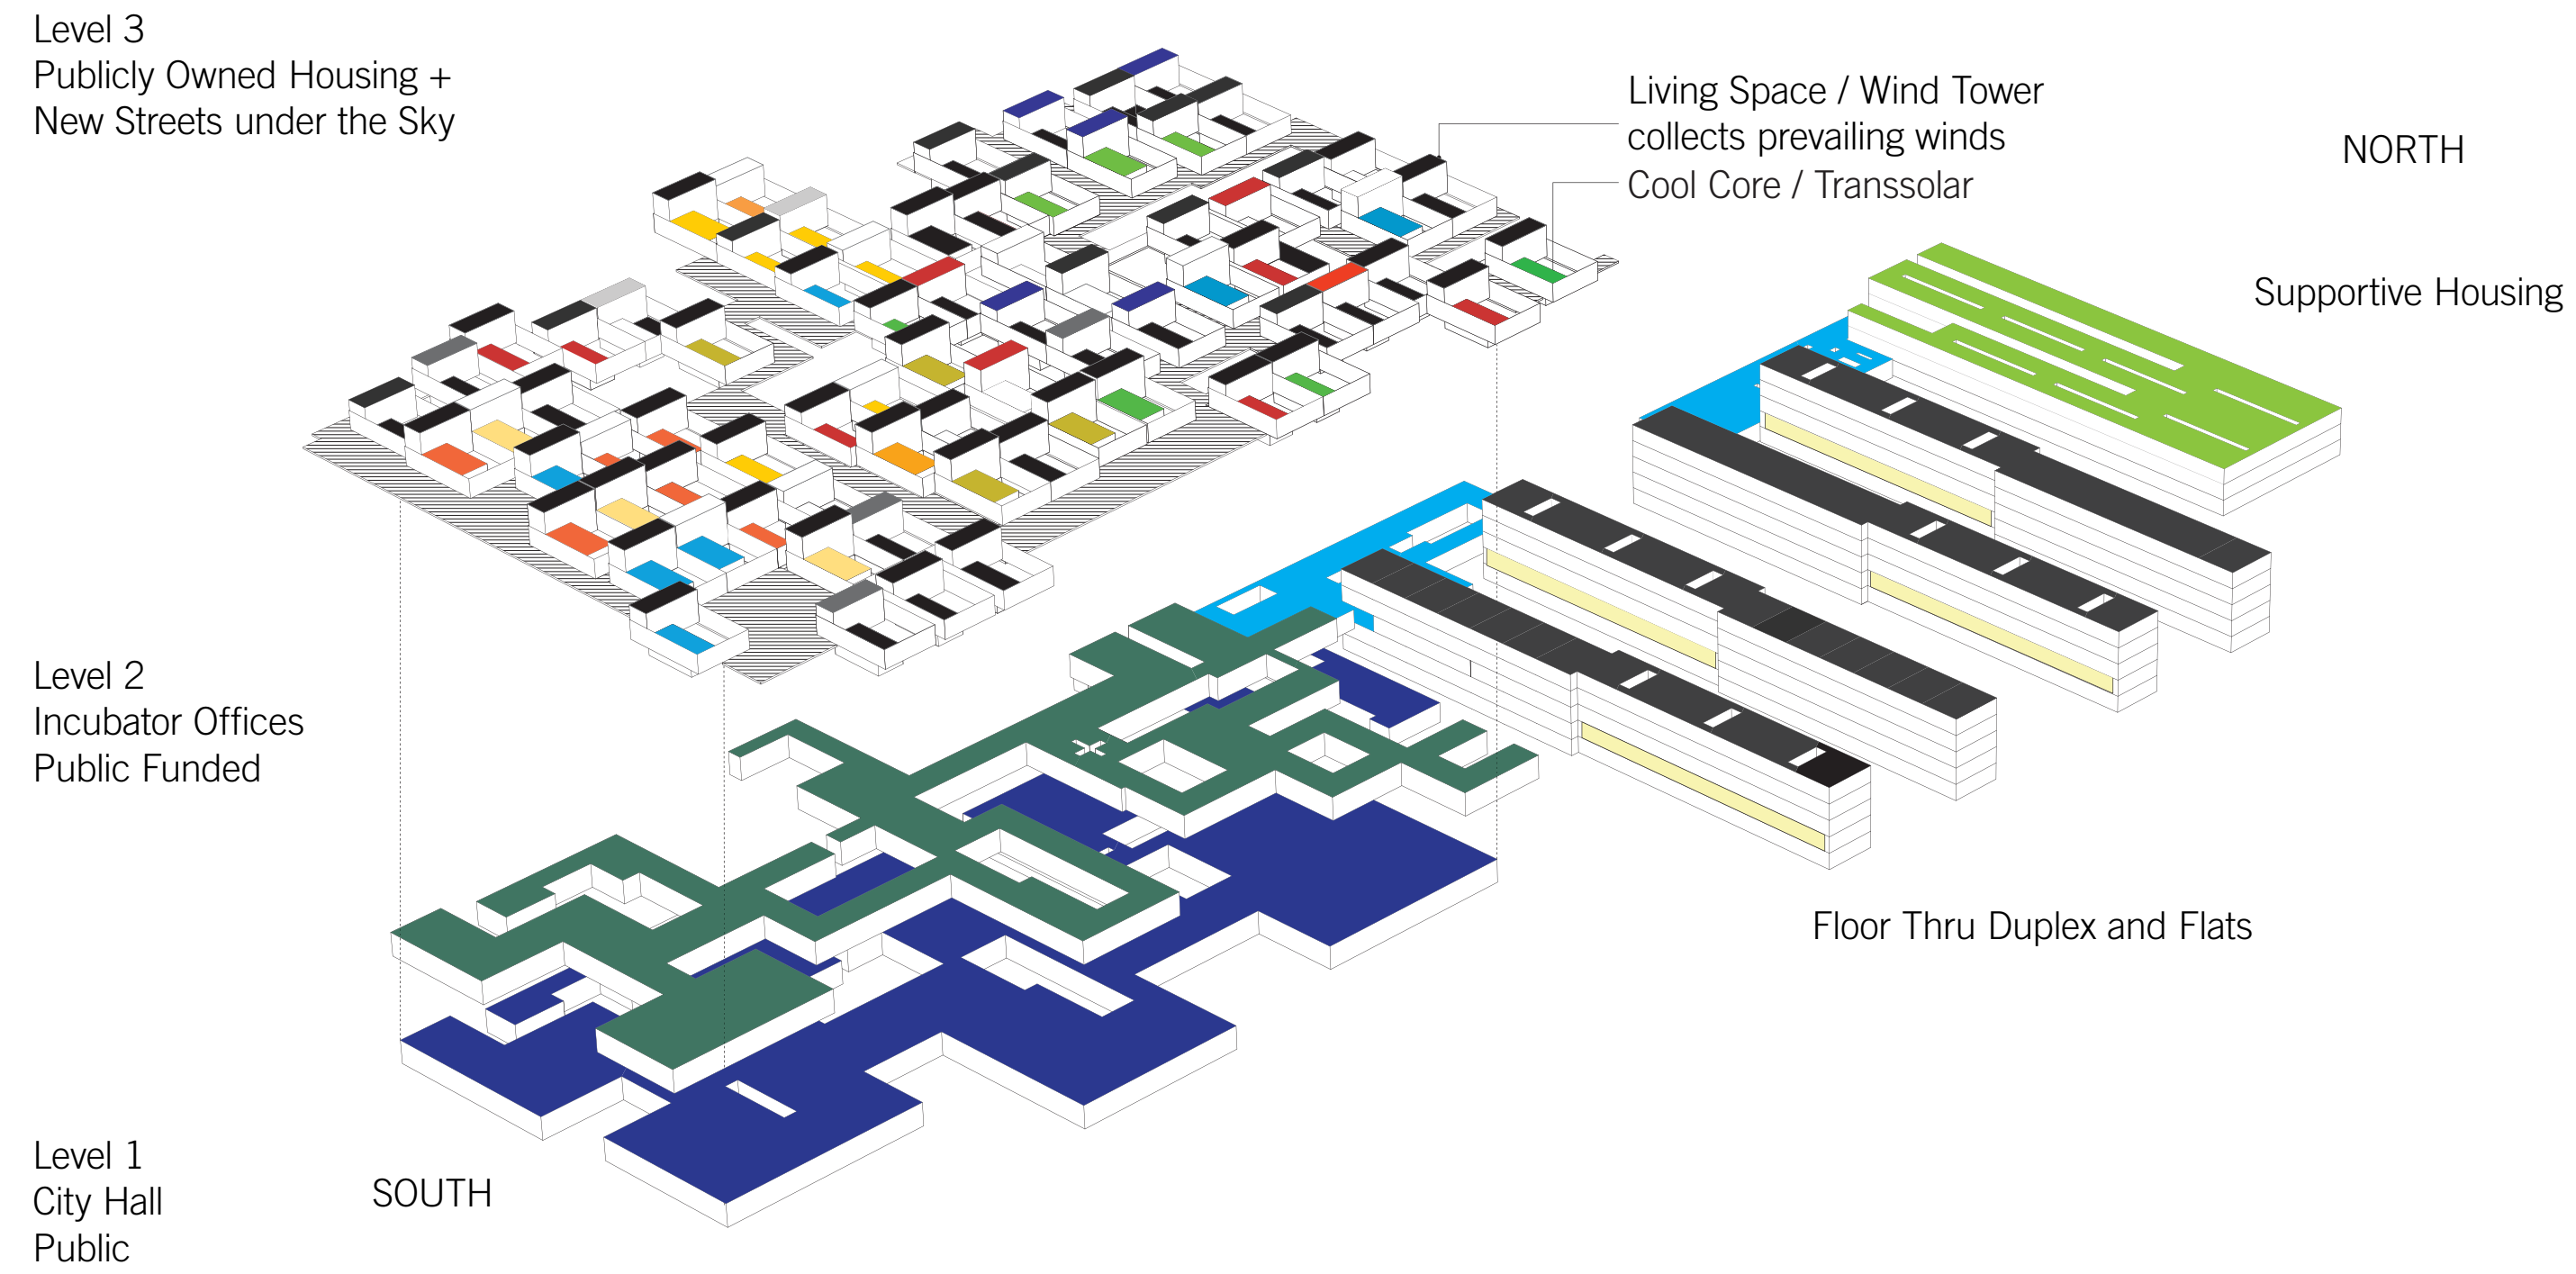 Level 3
Publicly Owned Housing +
New Streets under the Sky
Living Space / Wind Tower
collects prevailing winds
Cool Core / Transsolar
NORTH
Supportive Housing
Level 2
Incubator Offices
Public Funded
Floor Thru Duplex and Flats
Level 1
City Hall
Public
SOUTH